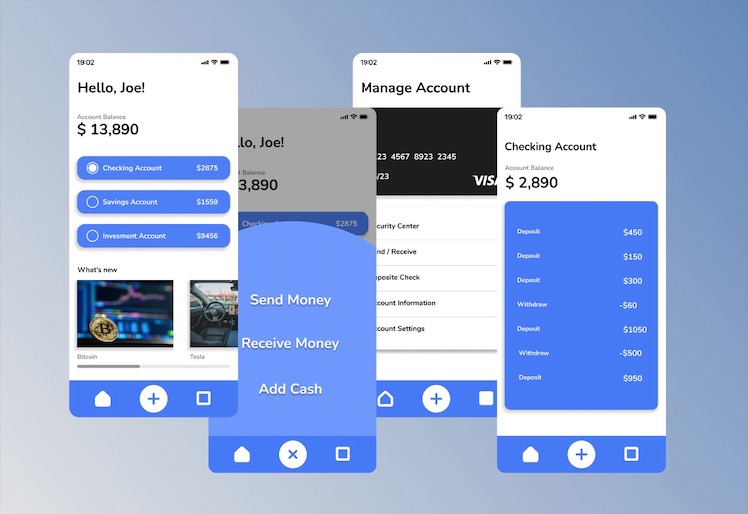 19:02
Hello, Joe!
Account Balance
$ 13,890
Checking Account $2875
Savings Account $1559
Invesment Account $9456
What's new
Bitcoin Tesla
lo, Joe!
Balance
3,890
$2875
Send Money
Receive Money
Add Cash
19:02
Manage Account
23 4567 8923 2345
/23
VISA
curity Center
nd / Receive
eposite Check
ccount Information
ccount Settings
19:02
Checking Account
Account Balance
$ 2,890
Deposit $450
Deposit $150
Deposit $300
Withdraw -$60
Deposit $1050
Withdraw -$500
Deposit $950